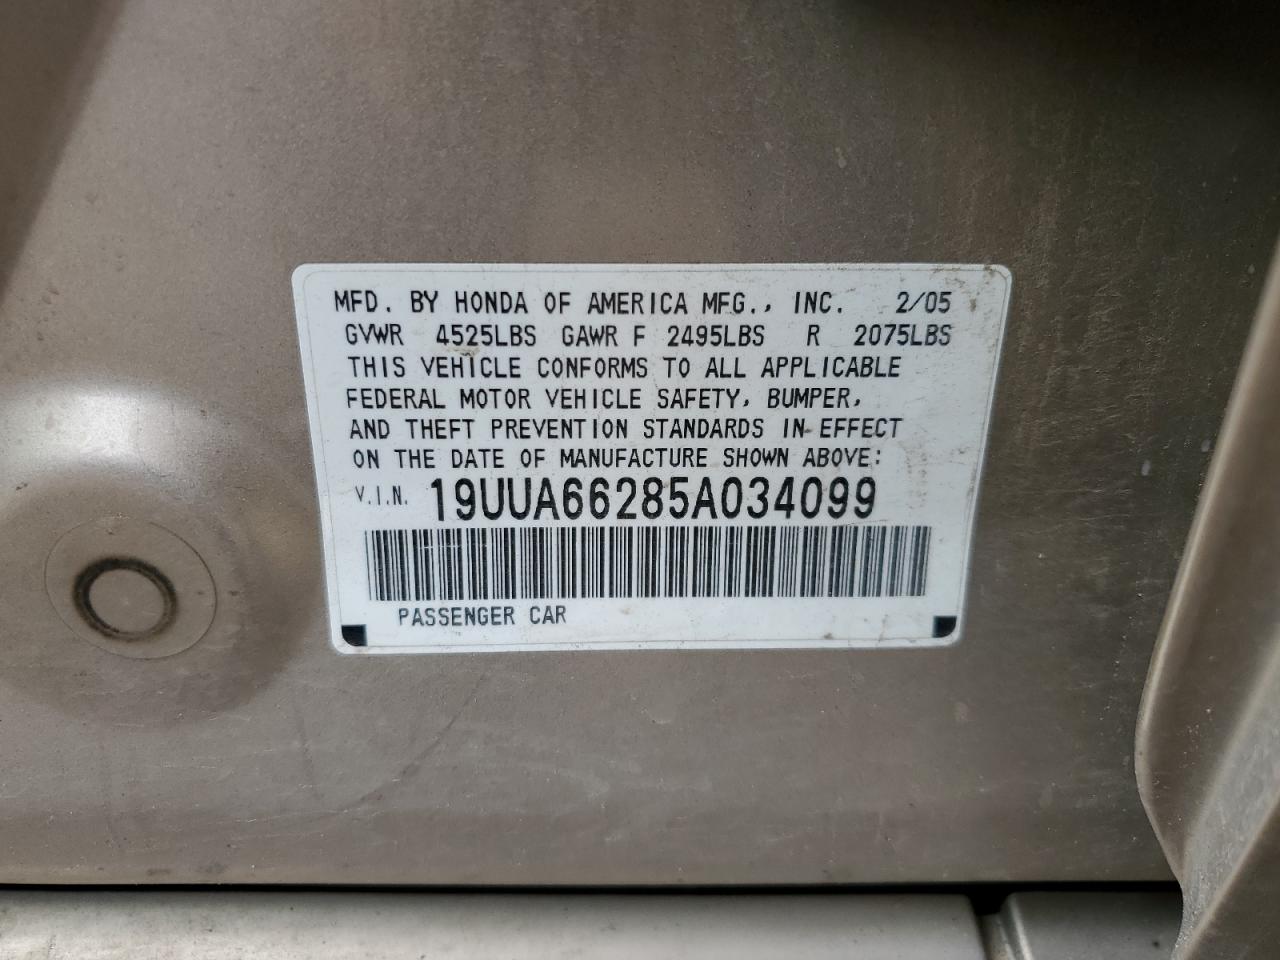 MFD. BY HONDA OF AMERICA MFG., INC. 2/05
GVWR 4525LBS GAWR F 2495LBS R 2075LBS
THIS VEHICLE CONFORMS TO ALL APPLICABLE
FEDERAL MOTOR VEHICLE SAFETY, BUMPER,
AND THEFT PREVENTION STANDARDS IN EFFECT
ON THE DATE OF MANUFACTURE SHOWN ABOVE:
V.I.N. 19UUA66285A034099
PASSENGER CAR